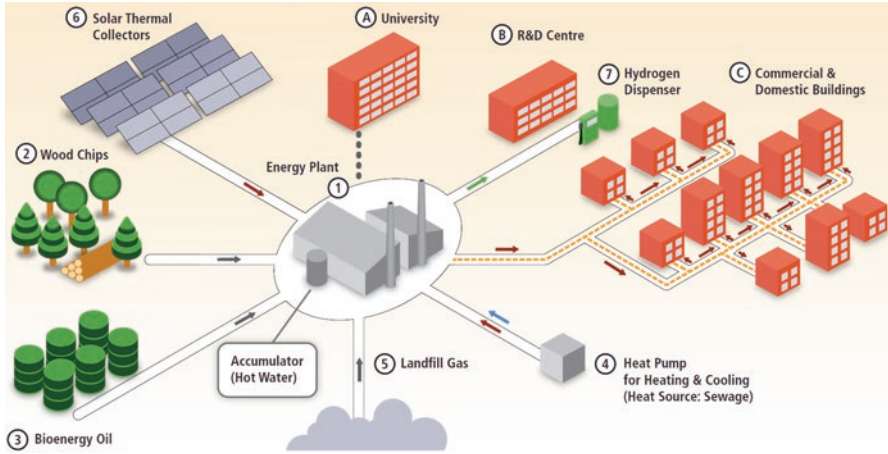 6 Solar Thermal
Collectors
A University
B R&D Centre
7 Hydrogen
Dispenser
C Commercial &
Domestic Buildings
2 Wood Chips
Energy Plant
1
Accumulator
(Hot Water)
5 Landfill Gas
4 Heat Pump
for Heating & Cooling
(Heat Source: Sewage)
3 Bioenergy Oil